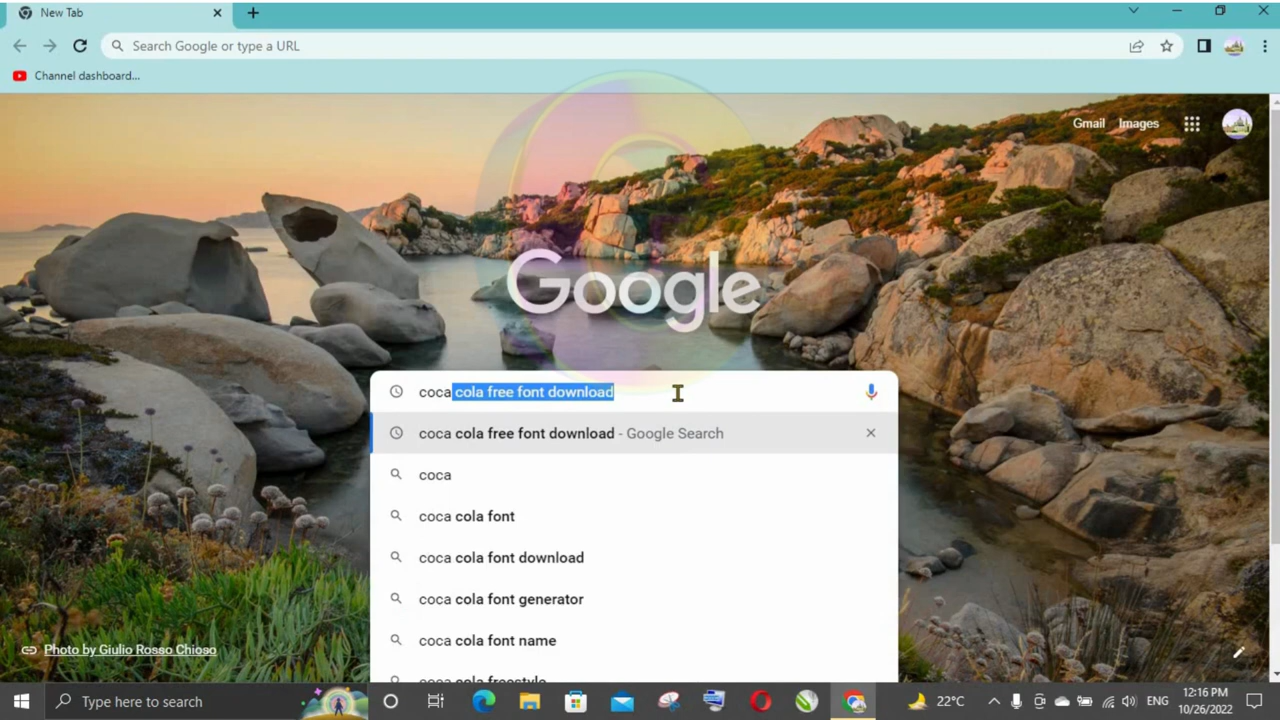 New Tab
Search Google or type a URL
Channel dashboard...
Gmail Images
Google
coca cola free font download
coca cola free font download - Google Search
coca
coca cola font
coca cola font download
coca cola font generator
coca cola font name
coca cola freestyle
Photo by Giulio Rosso Chioso
Type here to search
22°C
ENG
12:16 PM
10/26/2022